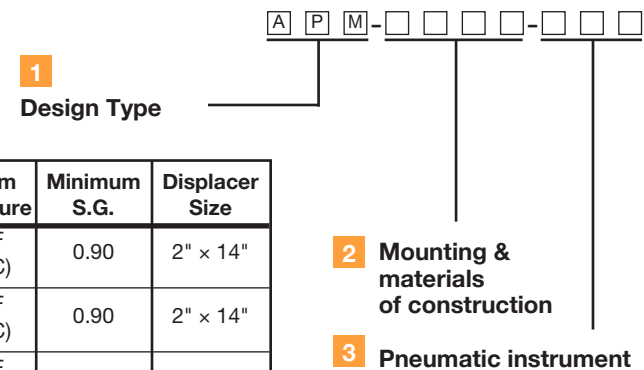 A P M - -
1
Design Type
Minimum S.G. Displacer Size
0.90 2" × 14"
0.90 2" × 14"
2 Mounting & materials of construction
3 Pneumatic instrument